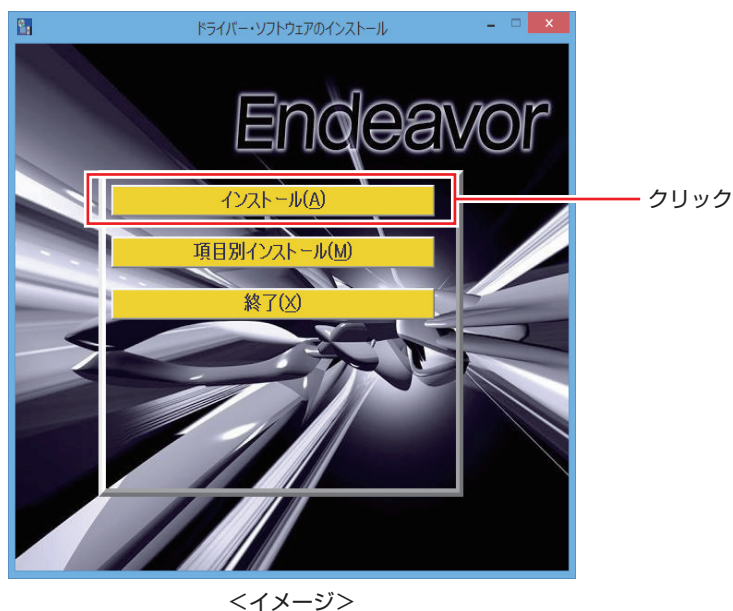 ドライバー・ソフトウェアのインストール
Endeavor
インストール(A)
クリック
項目別インストール(M)
終了(X)
＜イメージ＞